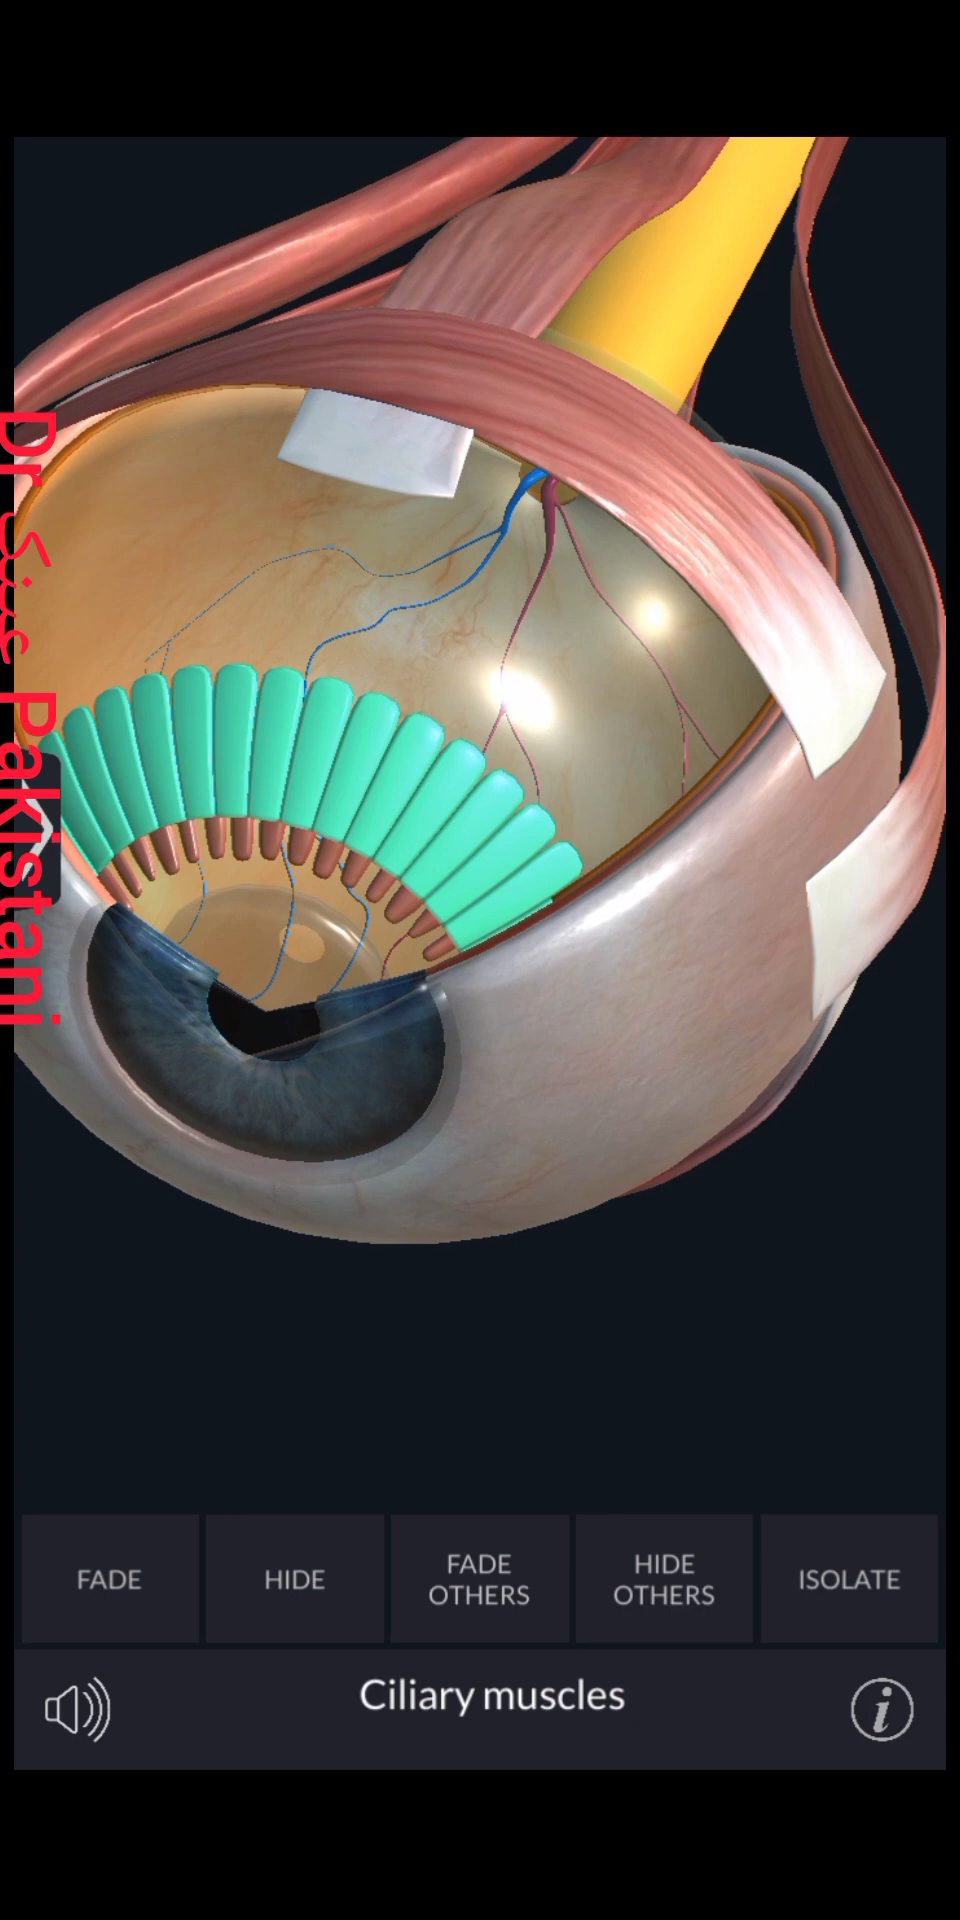 Dr
Pakistani
FADE
HIDE
FADE
OTHERS
HIDE
OTHERS
ISOLATE
Ciliary muscles
i